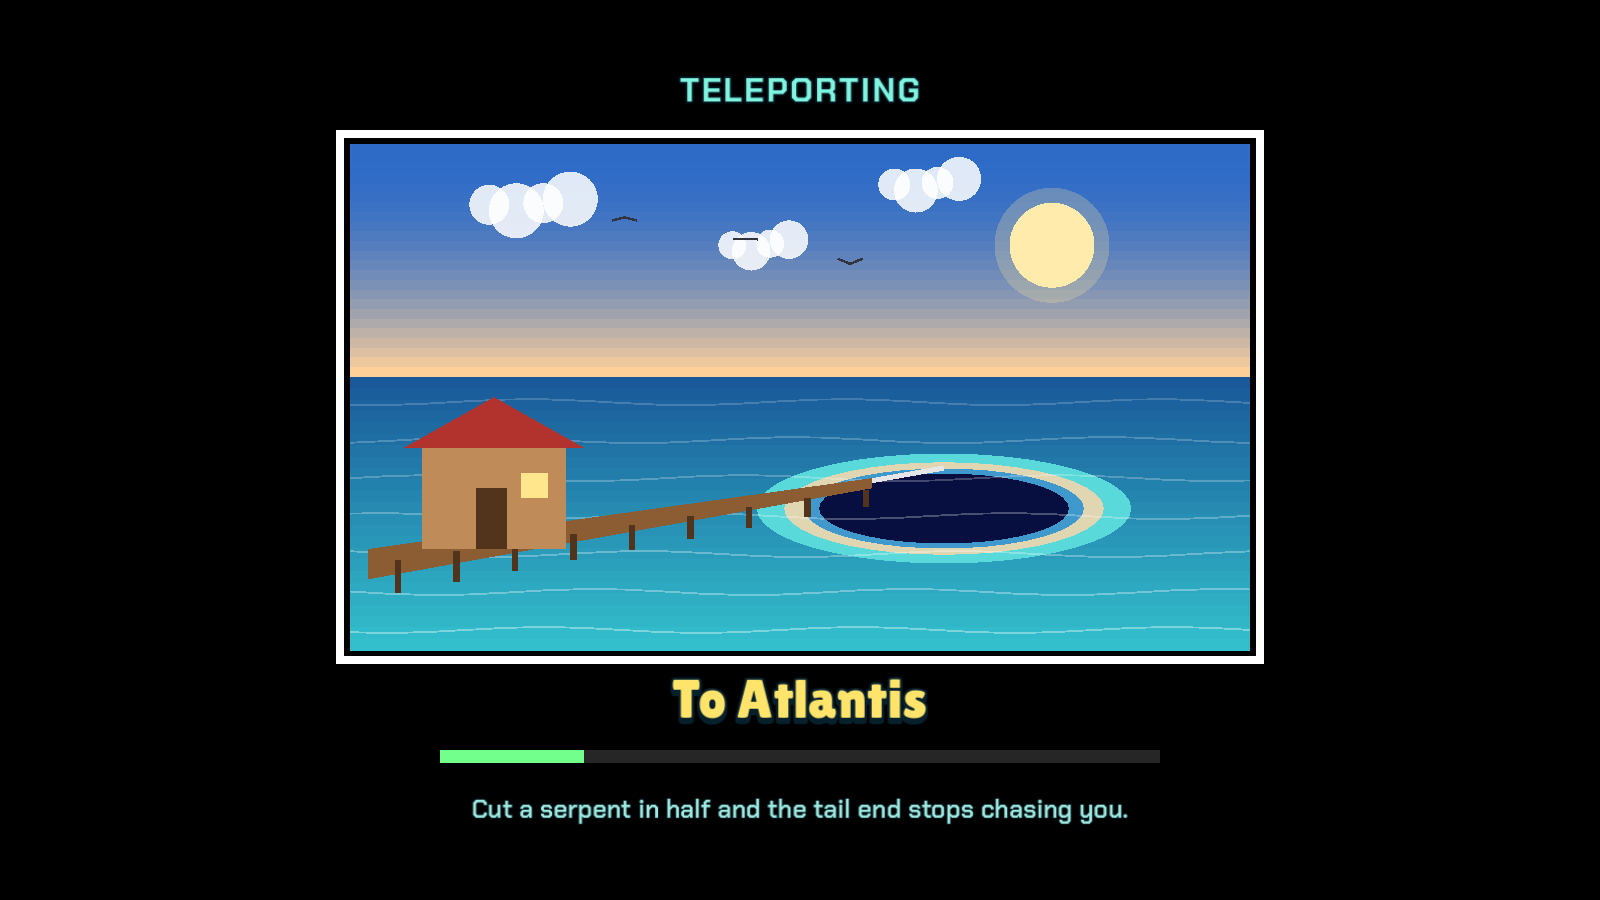 TELEPORTING
To Atlantis
Cut a serpent in half and the tail end stops chasing you.